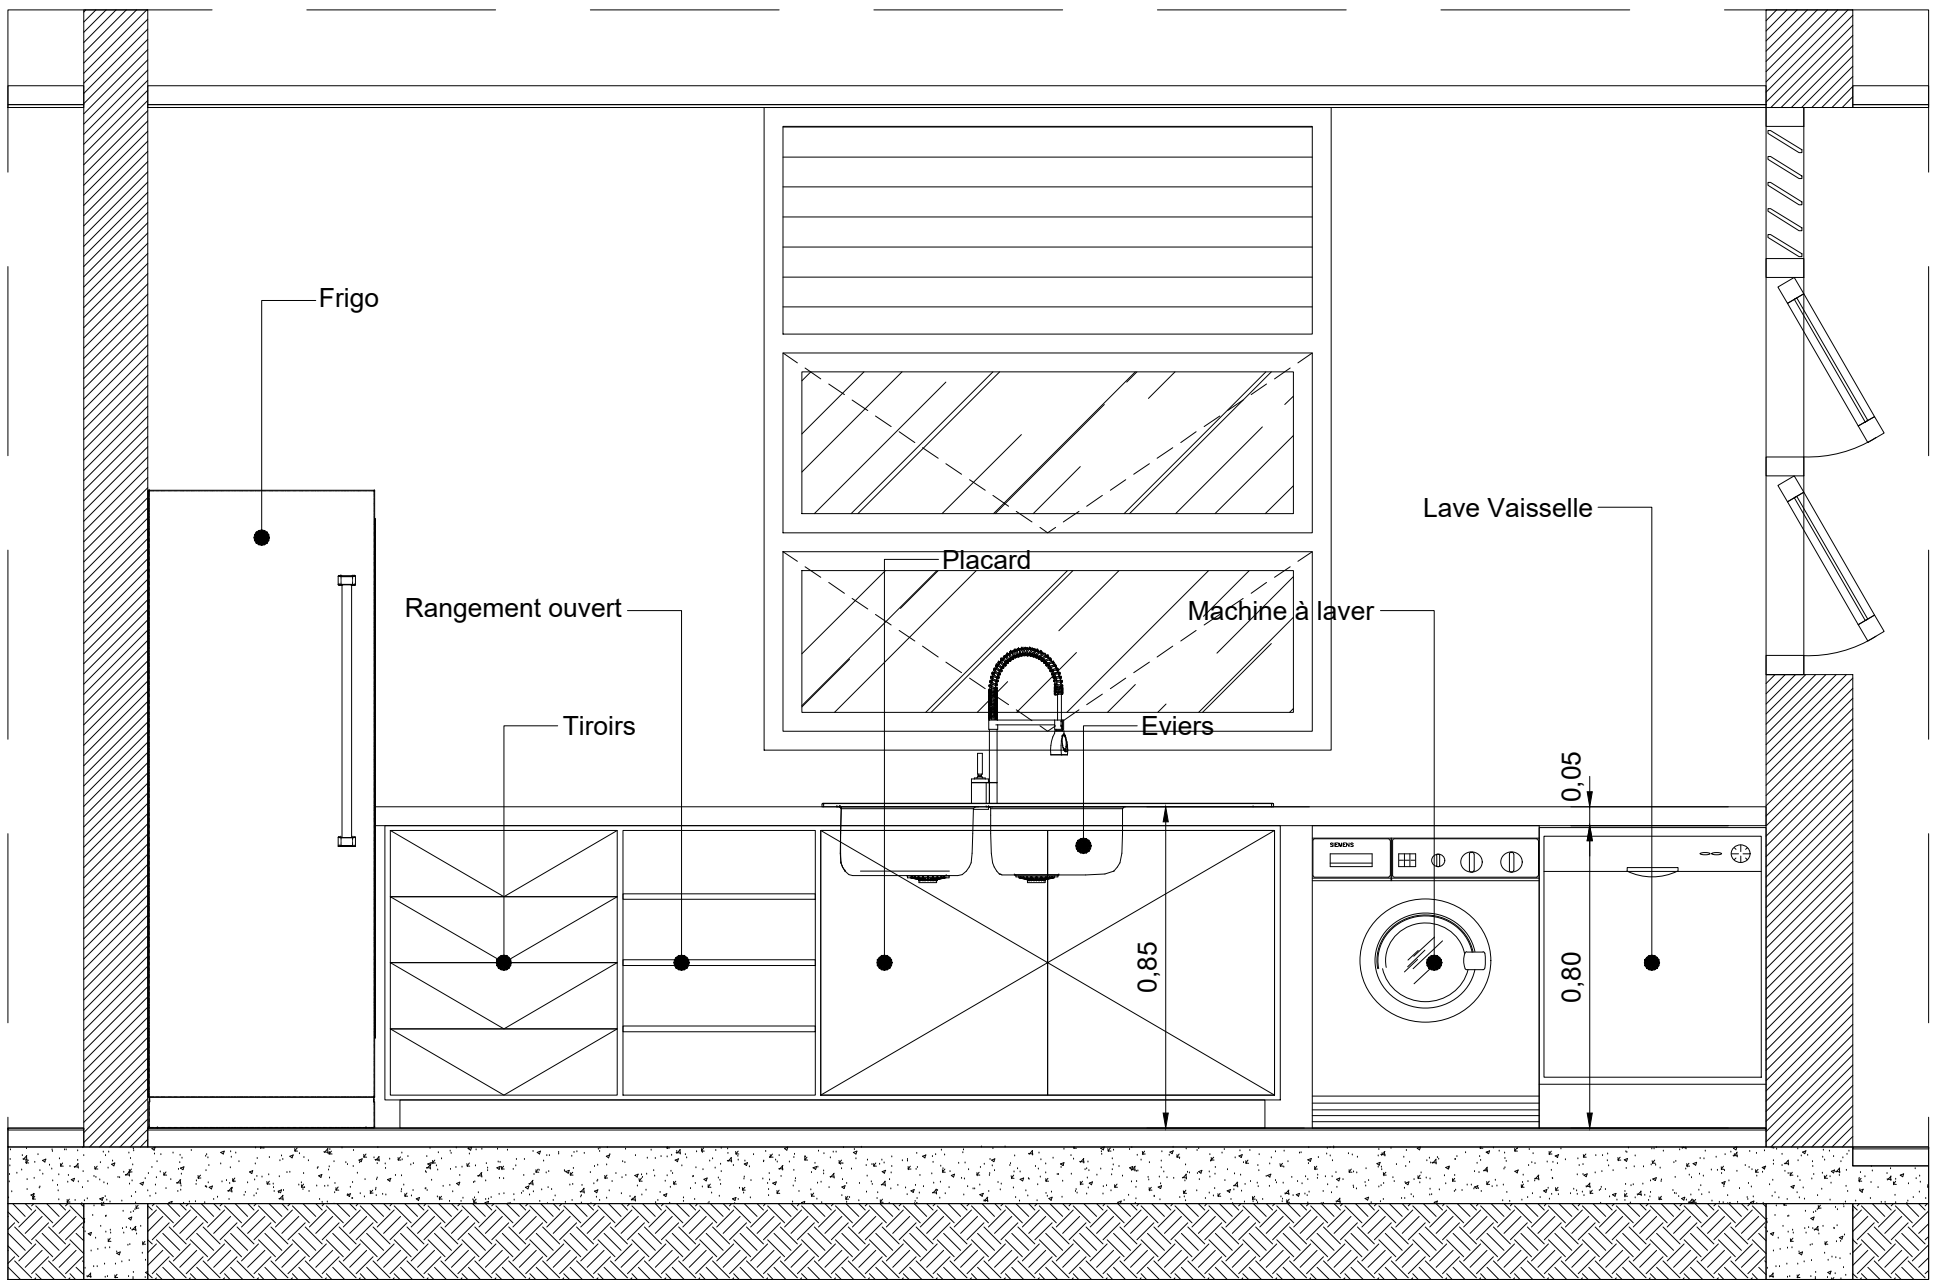 Frigo
Lave Vaisselle
Placard
Rangement ouvert
Machine à laver
Tiroirs
Eviers
0,05
SIEMENS
0,85
0,80